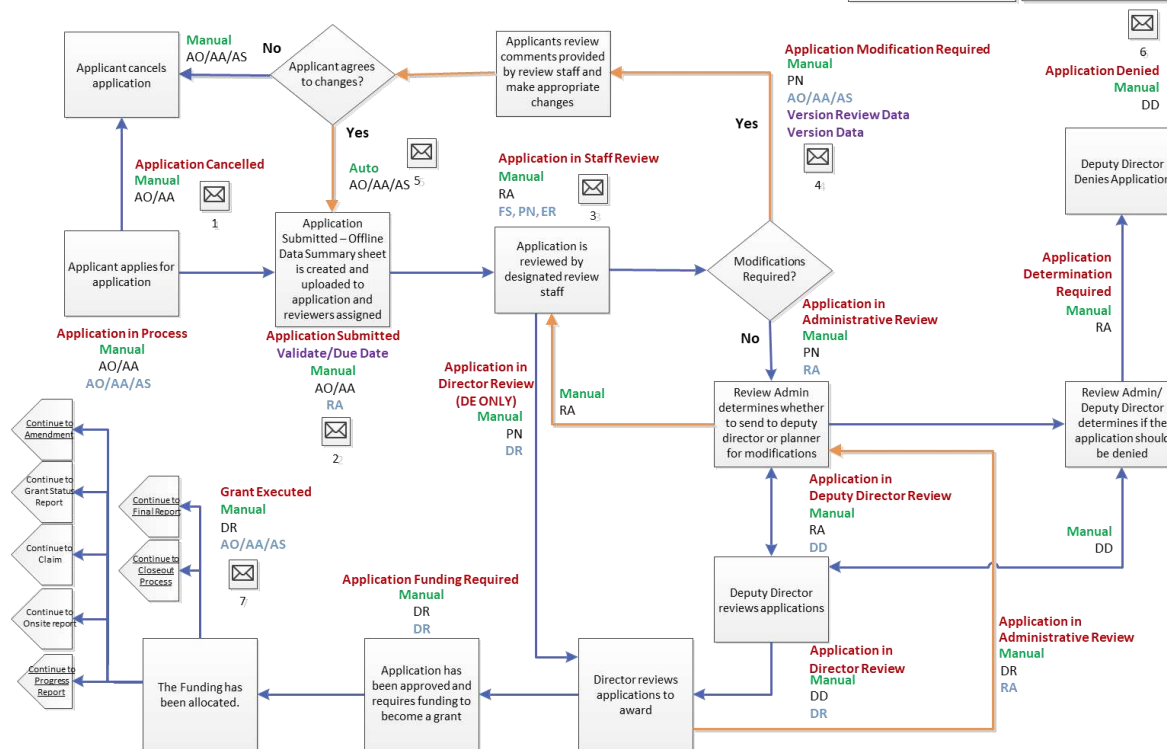 Applicant cancels
application
Manual
AO/AA/AS
No
Applicant agrees
to changes?
Yes
Auto
AO/AA/AS
5
Applicants review
comments provided
by review staff and
make appropriate
changes
Application Modification Required
Manual
PN
AO/AA/AS
Version Review Data
Version Data
4
Yes
6
Application Denied
Manual
DD
Deputy Director
Denies Application
Application Cancelled
Manual
AO/AA
1
Application in Staff Review
Manual
RA
FS, PN, ER
3
Applicant applies for
application
Application
Submitted – Offline
Data Summary sheet
is created and
uploaded to
application and
reviewers assigned
Application is
reviewed by
designated review
staff
Modifications
Required?
No
Application
Determination
Required
Manual
RA
Application in Process
Manual
AO/AA
AO/AA/AS
Application Submitted
Validate/Due Date
Manual
AO/AA
RA
2
Application in
Director Review
(DE ONLY)
Manual
PN
DR
Manual
RA
Application in
Administrative Review
Manual
PN
RA
Review Admin
determines whether
to send to deputy
director or planner
for modifications
Review Admin/
Deputy Director
determines if the
application should
be denied
Continue to
Amendment
Continue to
Grant Status
Report
Continue to
Claim
Continue to
Onsite report
Continue to
Progress
Report
Continue to
Final Report
Continue to
Closeout
Process
Grant Executed
Manual
DR
AO/AA/AS
7
Application in
Deputy Director Review
Manual
RA
DD
Manual
DD
Deputy Director
reviews applications
Application Funding Required
Manual
DR
DR
Application in
Director Review
Manual
DD
DR
Application in
Administrative Review
Manual
DR
RA
The Funding has
been allocated.
Application has
been approved and
requires funding to
become a grant
Director reviews
applications to
award